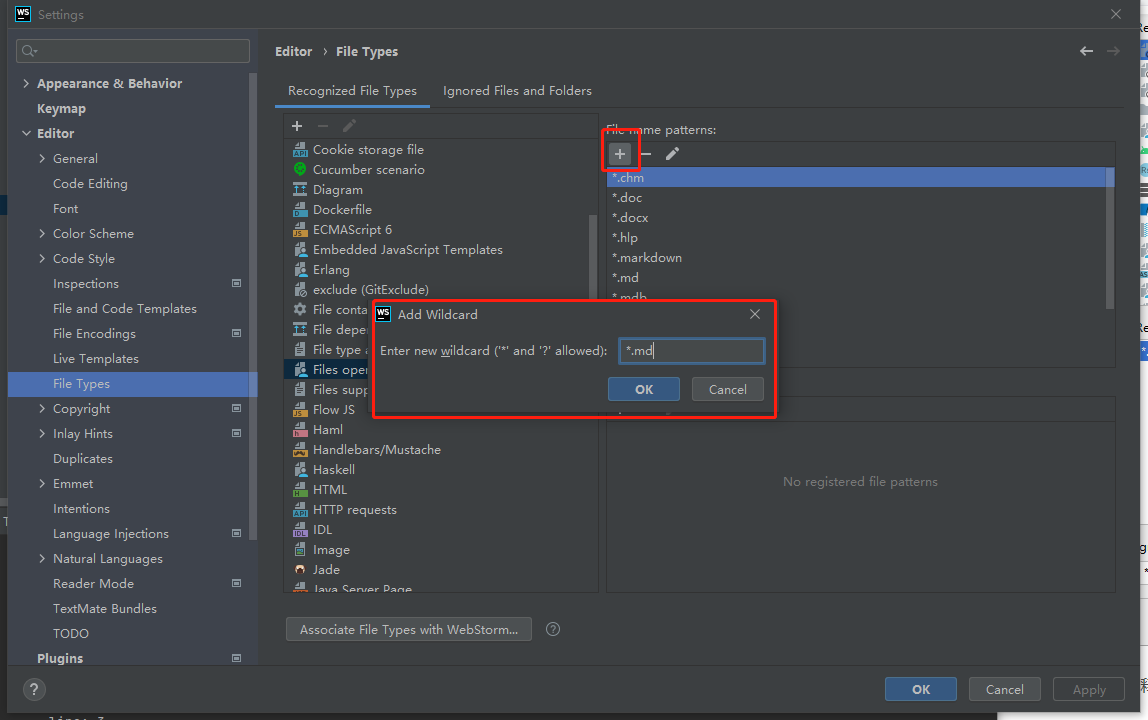 WS Settings
Editor › File Types
Recognized File Types
Ignored Files and Folders
Appearance & Behavior
Keymap
Editor
General
Code Editing
Font
Color Scheme
Code Style
Inspections
File and Code Templates
File Encodings
Live Templates
File Types
Copyright
Inlay Hints
Duplicates
Emmet
Intentions
Language Injections
Natural Languages
Reader Mode
TextMate Bundles
TODO
Plugins
Cookie storage file
Cucumber scenario
Diagram
Dockerfile
ECMAScript 6
Embedded JavaScript Templates
Erlang
exclude (GitExclude)
File conta
File depe
File type a
Files oper
Files supp
Flow JS
Haml
Handlebars/Mustache
Haskell
HTML
HTTP requests
IDL
Image
Jade
Java Server Page
File name patterns:
*.chm
*.doc
*.docx
*.hlp
*.markdown
*.md
*.mdb
WS Add Wildcard
Enter new wildcard ('*' and '?' allowed):
*.md
OK
Cancel
No registered file patterns
Associate File Types with WebStorm...
?
?
OK
Cancel
Apply